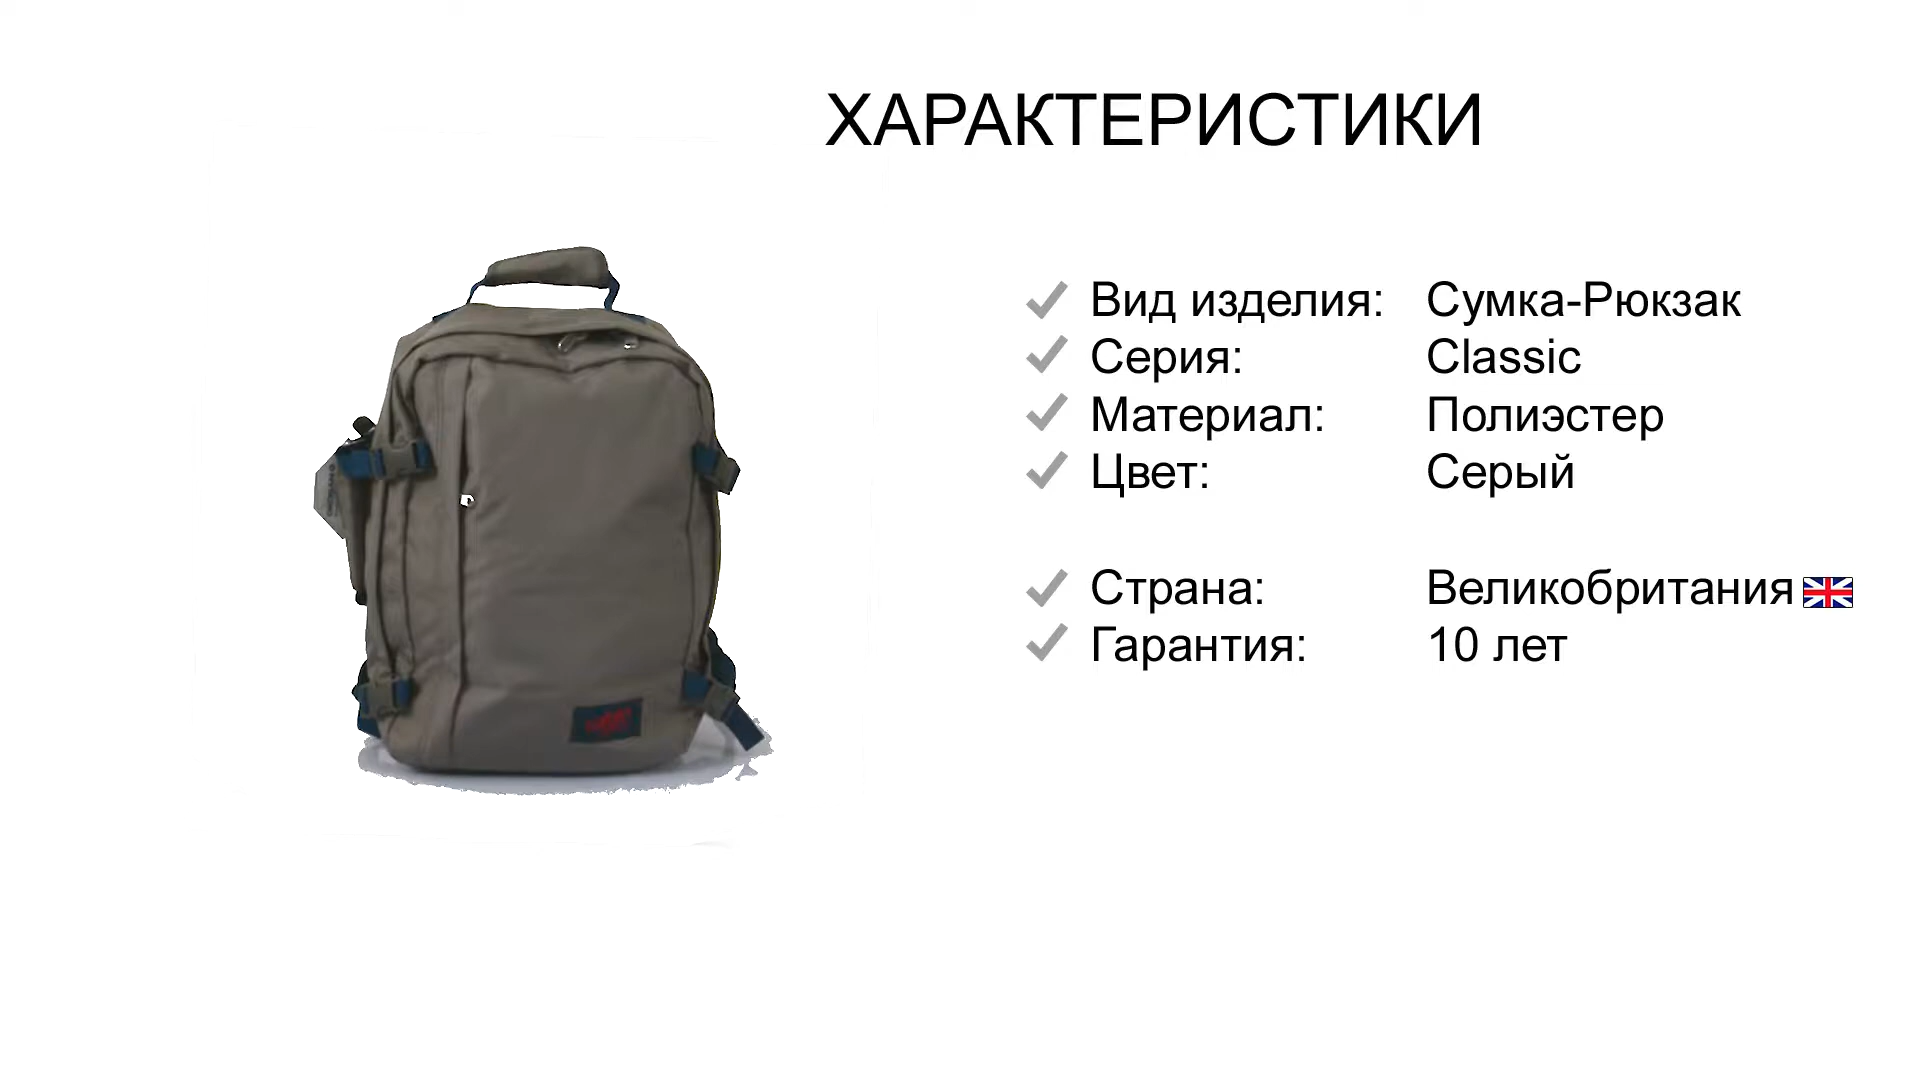 ХАРАКТЕРИСТИКИ
Вид изделия: Сумка-Рюкзак
Серия: Classic
Материал: Полиэстер
Цвет: Серый
Страна: Великобритания
Гарантия: 10 лет